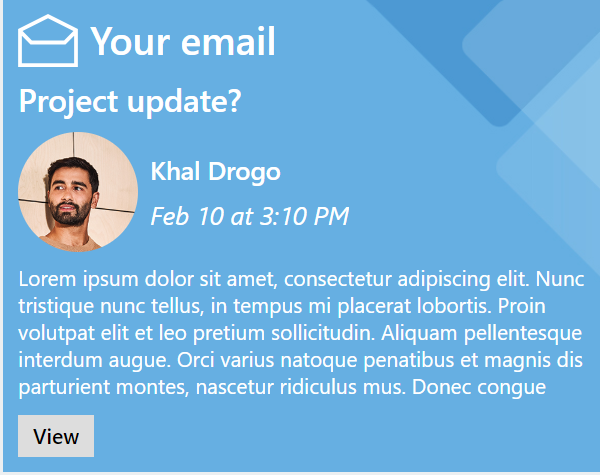 Your email
Project update?
Khal Drogo
Feb 10 at 3:10 PM
Lorem ipsum dolor sit amet, consectetur adipiscing elit. Nunc
tristique nunc tellus, in tempus mi placerat lobortis. Proin
volutpat elit et leo pretium sollicitudin. Aliquam pellentesque
interdum augue. Orci varius natoque penatibus et magnis dis
parturient montes, nascetur ridiculus mus. Donec congue
View